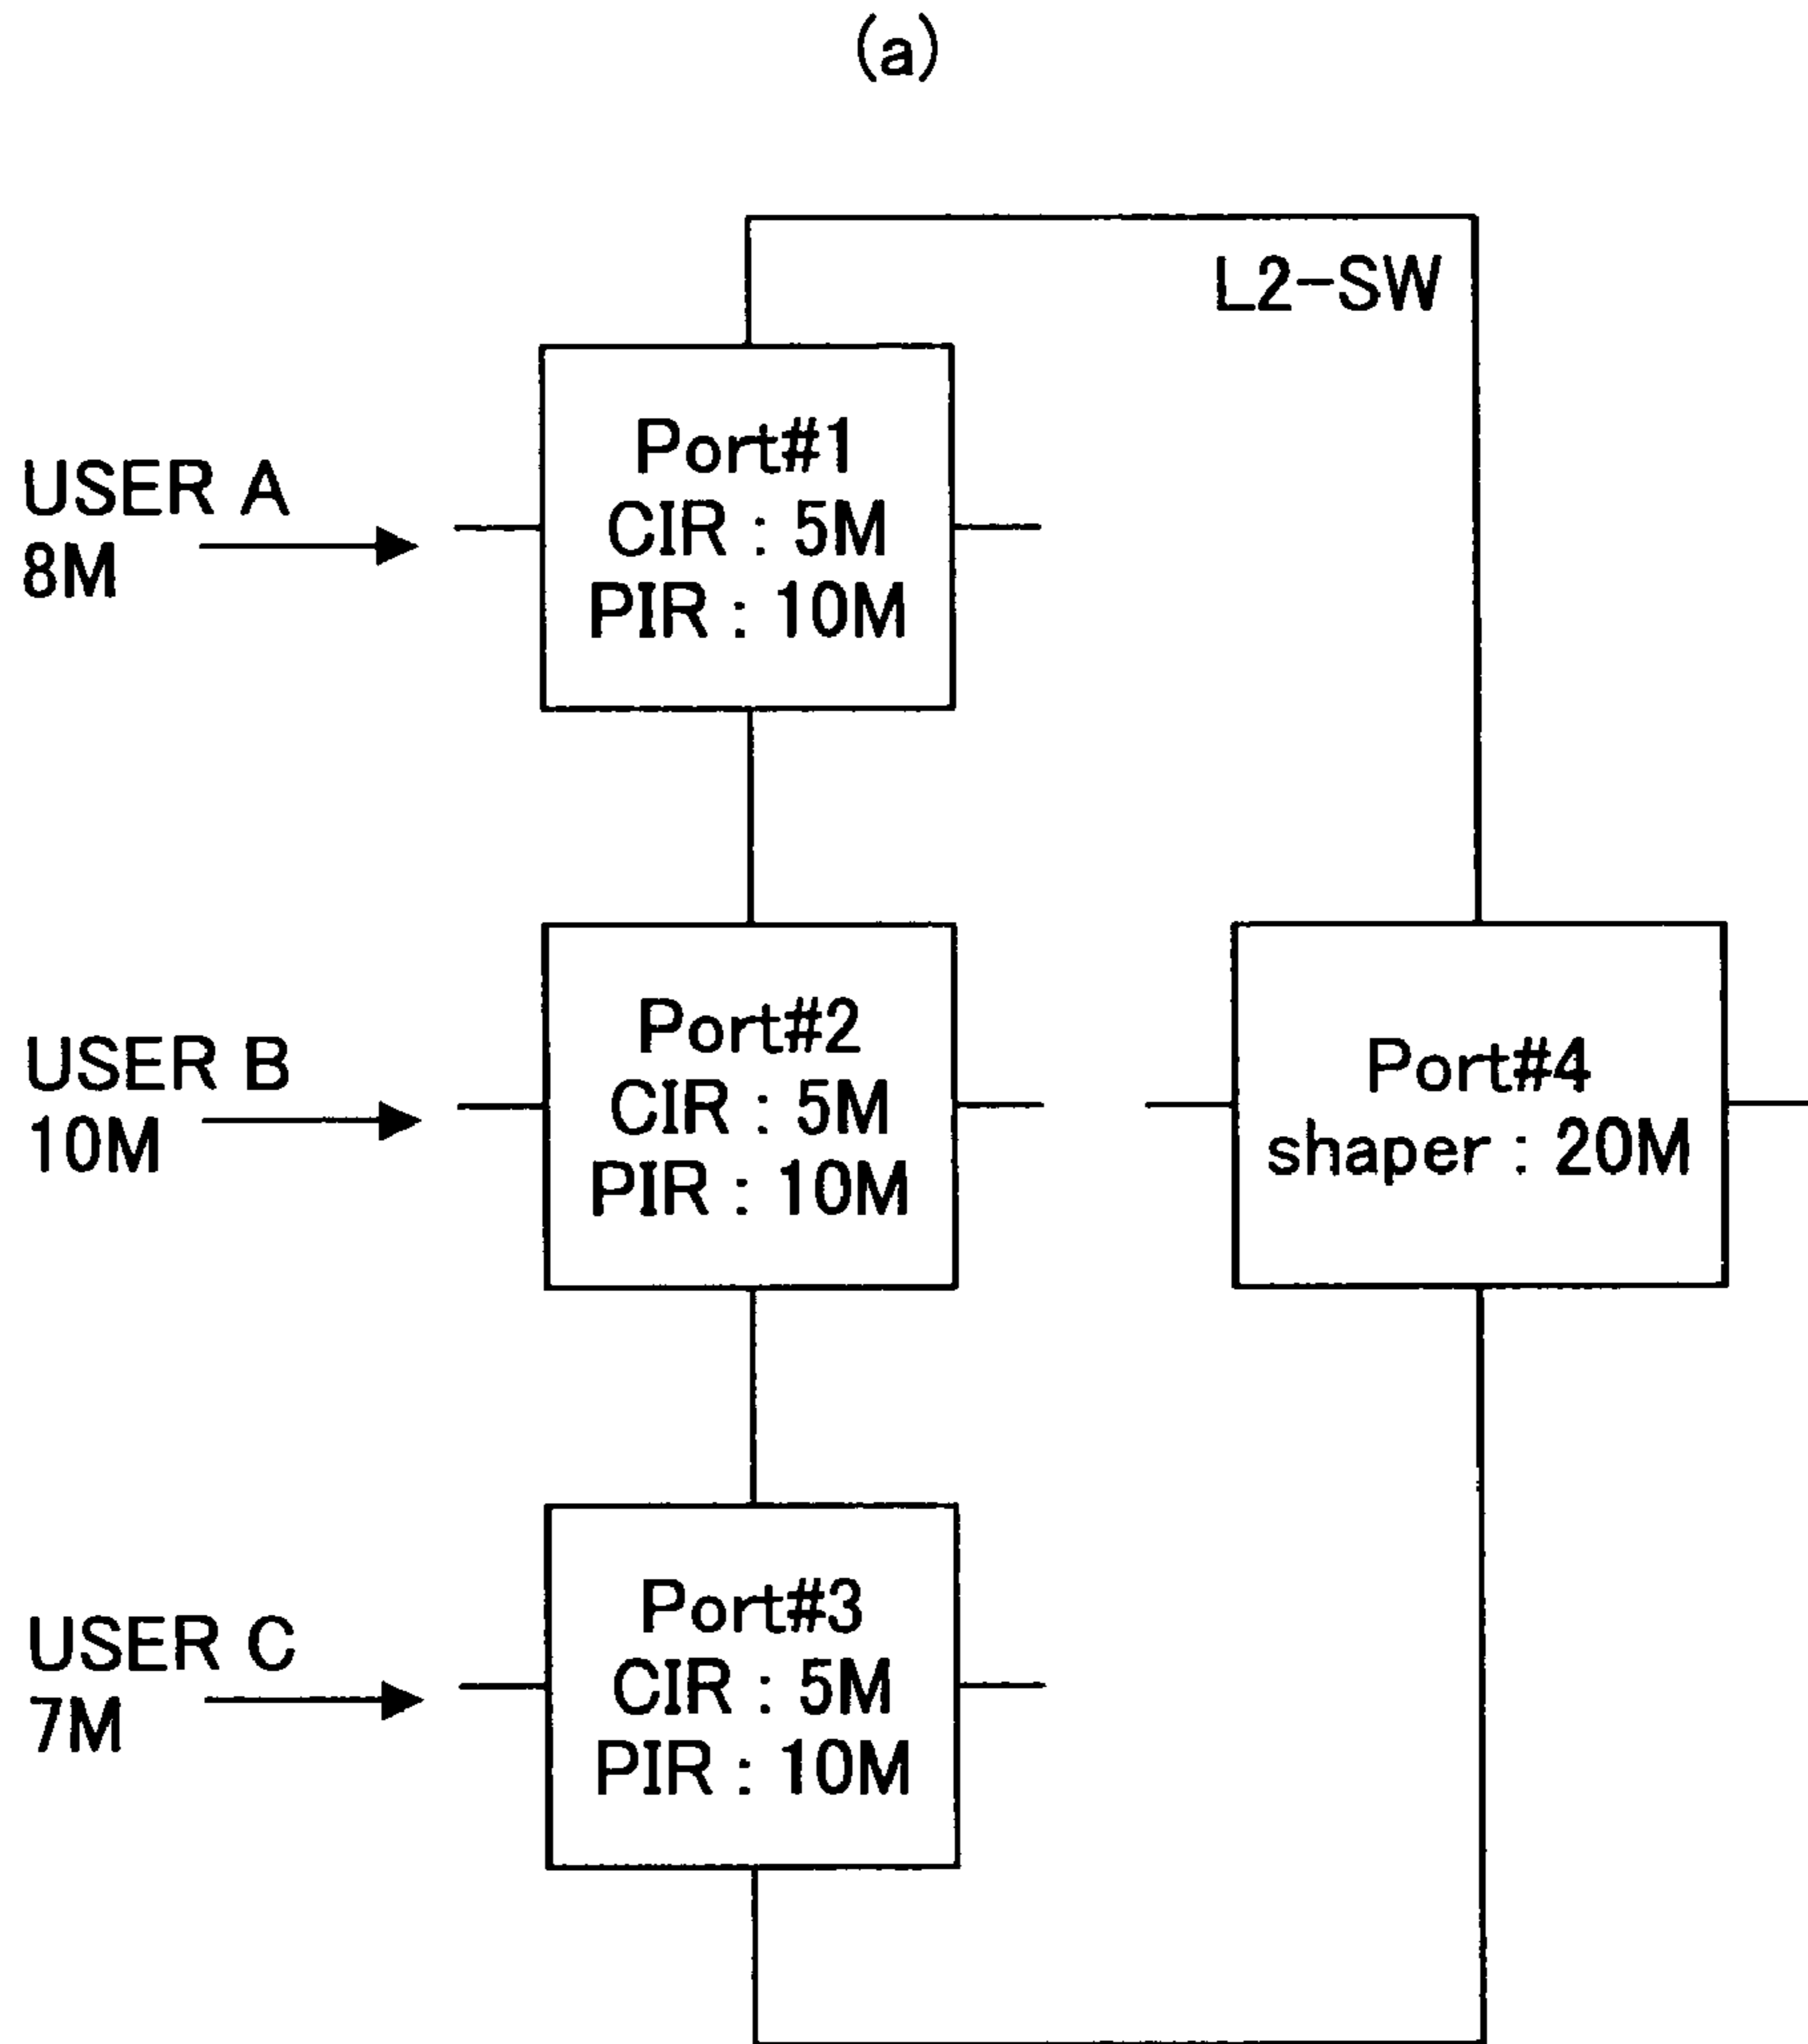 (a)
L2-SW
Port#1
CIR : 5M
PIR : 10M
USER A
8M
Port#2
CIR : 5M
PIR : 10M
USER B
10M
Port#4
shaper : 20M
Port#3
CIR : 5M
PIR : 10M
USER C
7M